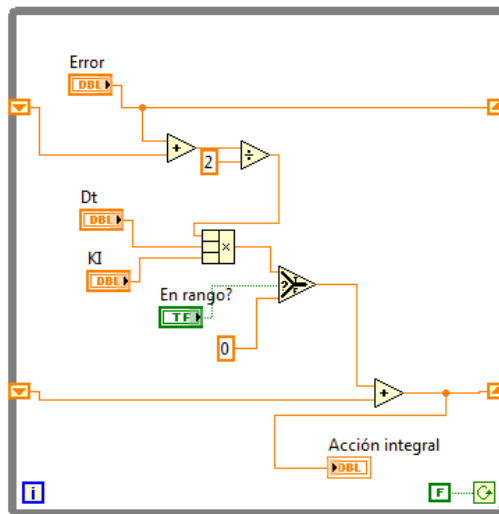 Error
DBL
+
2
÷
Dt
DBL
x
KI
DBL
En rango?
TF
?
T
F
0
+
Acción integral
DBL
i
F